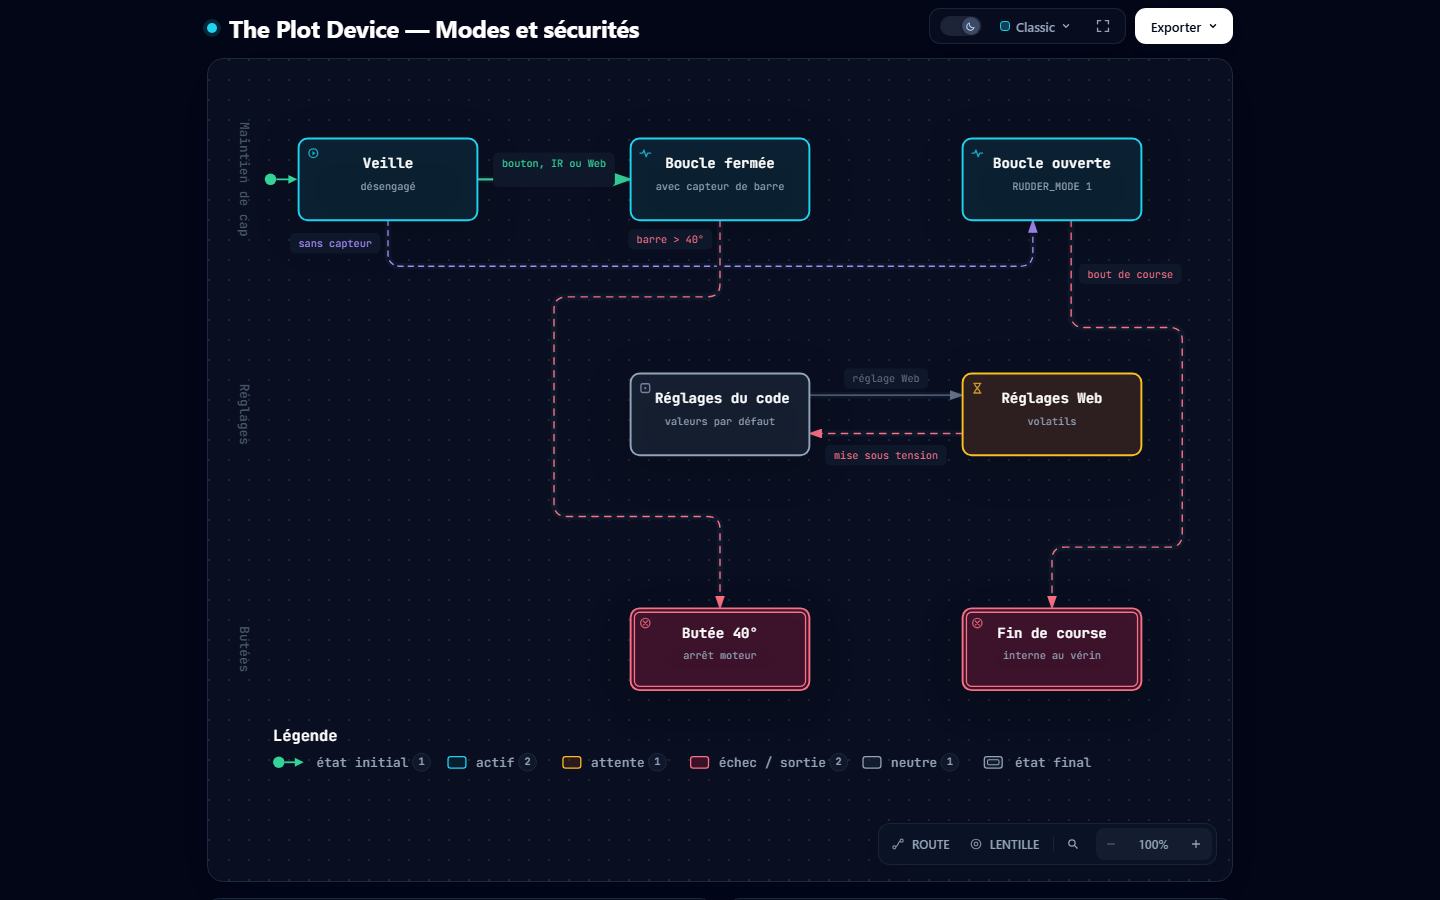 The Plot Device — Modes et sécurités
Classic
Exporter
Maintien de cap
Veille
désengagé
bouton, IR ou Web
Boucle fermée
avec capteur de barre
Boucle ouverte
RUDDER_MODE 1
sans capteur
barre > 40°
bout de course
Réglages
Réglages du code
valeurs par défaut
réglage Web
Réglages Web
volatils
mise sous tension
Butées
Butée 40°
arrêt moteur
Fin de course
interne au vérin
Légende
état initial 1
actif 2
attente 1
échec / sortie 2
neutre 1
état final
ROUTE
LENTILLE
− 100% +